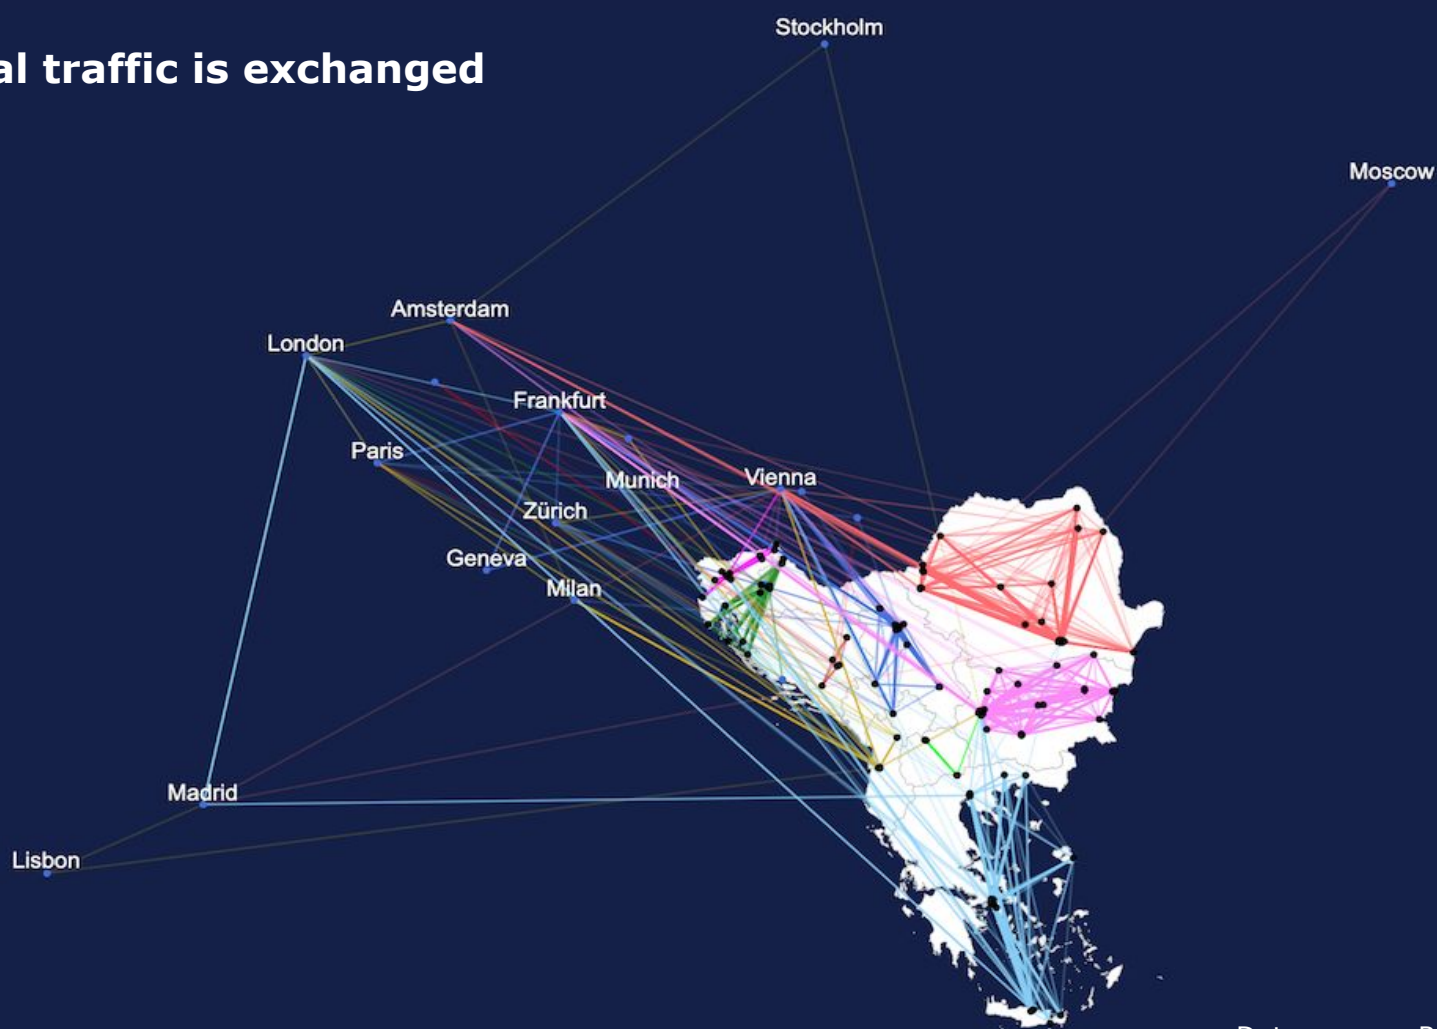 al traffic is exchanged
Stockholm
Moscow
Amsterdam
London
Frankfurt
Paris
Munich
Vienna
Zürich
Geneva
Milan
Madrid
Lisbon